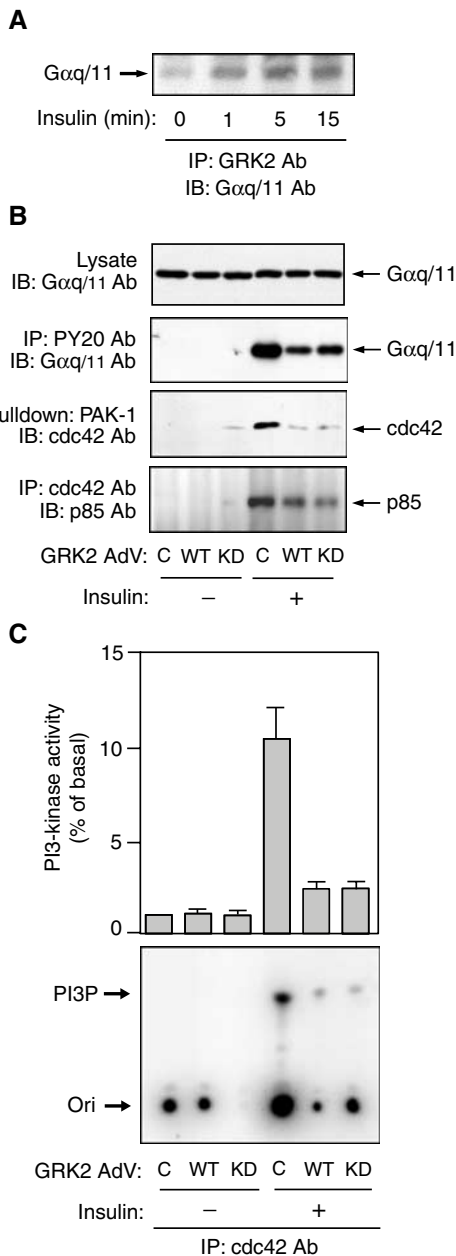 A
Gαq/11
Insulin (min): 0 1 5 15
IP: GRK2 Ab
IB: Gαq/11 Ab
B
Lysate
IB: Gαq/11 Ab
Gαq/11
IP: PY20 Ab
IB: Gαq/11 Ab
Gαq/11
ulldown: PAK-1
IB: cdc42 Ab
cdc42
IP: cdc42 Ab
IB: p85 Ab
p85
GRK2 AdV: C WT KD C WT KD
Insulin: − +
C
PI3-kinase activity
(% of basal)
15
10
5
0
PI3P
Ori
GRK2 AdV: C WT KD C WT KD
Insulin: − +
IP: cdc42 Ab